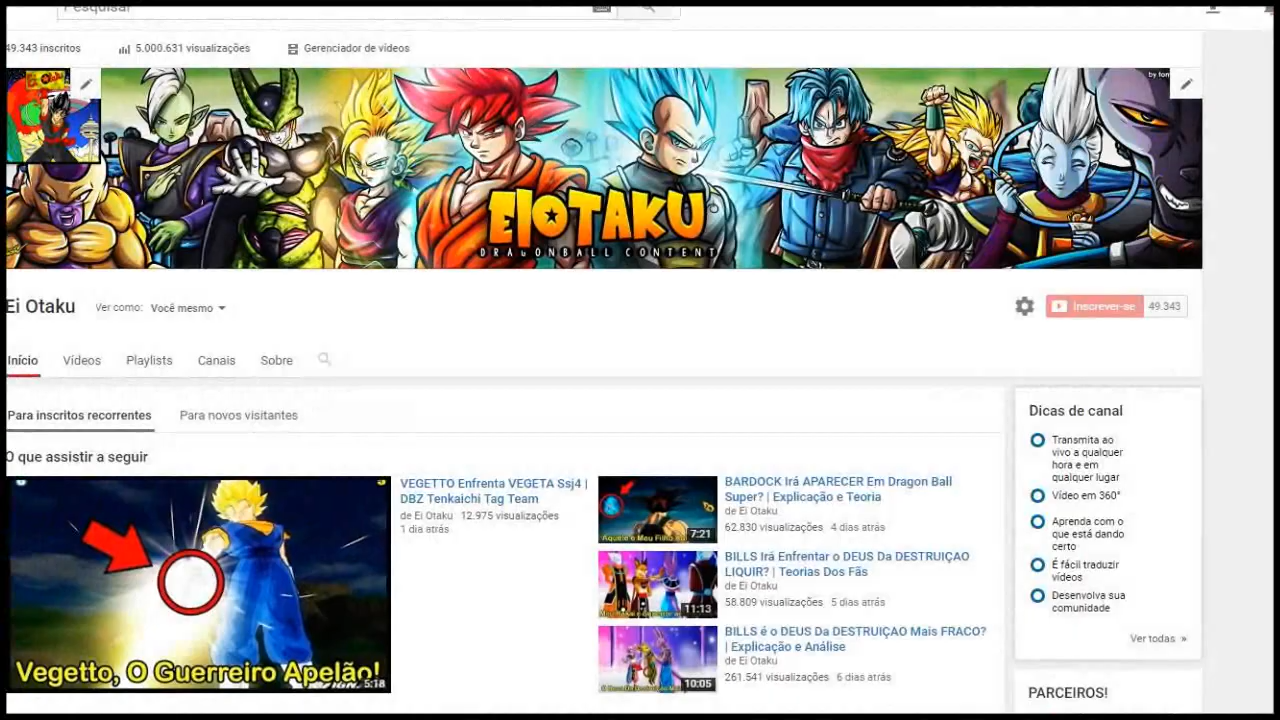 Pesquisar
49.343 inscritos 5.000.631 visualizações Gerenciador de vídeos
by
Ei Otaku
EIOTAKU
DRAGONBALL CONTENT
Ei Otaku Ver como: Você mesmo
Inscrever-se 49.343
Início Vídeos Playlists Canais Sobre
Para inscritos recorrentes Para novos visitantes
O que assistir a seguir
Vegetto, O Guerreiro Apelão!
5:18
VEGETTO Enfrenta VEGETA Ssj4 |
DBZ Tenkaichi Tag Team
de Ei Otaku 12.975 visualizações
1 dia atrás
7:21
BARDOCK Irá APARECER Em Dragon Ball
Super? | Explicação e Teoria
de Ei Otaku
62.830 visualizações 4 dias atrás
11:13
BILLS Irá Enfrentar o DEUS Da DESTRUIÇAO
LIQUIR? | Teorias Dos Fãs
de Ei Otaku
58.809 visualizações 5 dias atrás
10:05
BILLS é o DEUS Da DESTRUIÇAO Mais FRACO?
| Explicação e Análise
de Ei Otaku
261.541 visualizações 6 dias atrás
Dicas de canal
Transmita ao
vivo a qualquer
hora e em
qualquer lugar
Vídeo em 360°
Aprenda com o
que está dando
certo
É fácil traduzir
vídeos
Desenvolva sua
comunidade
Ver todas »
PARCEIROS!